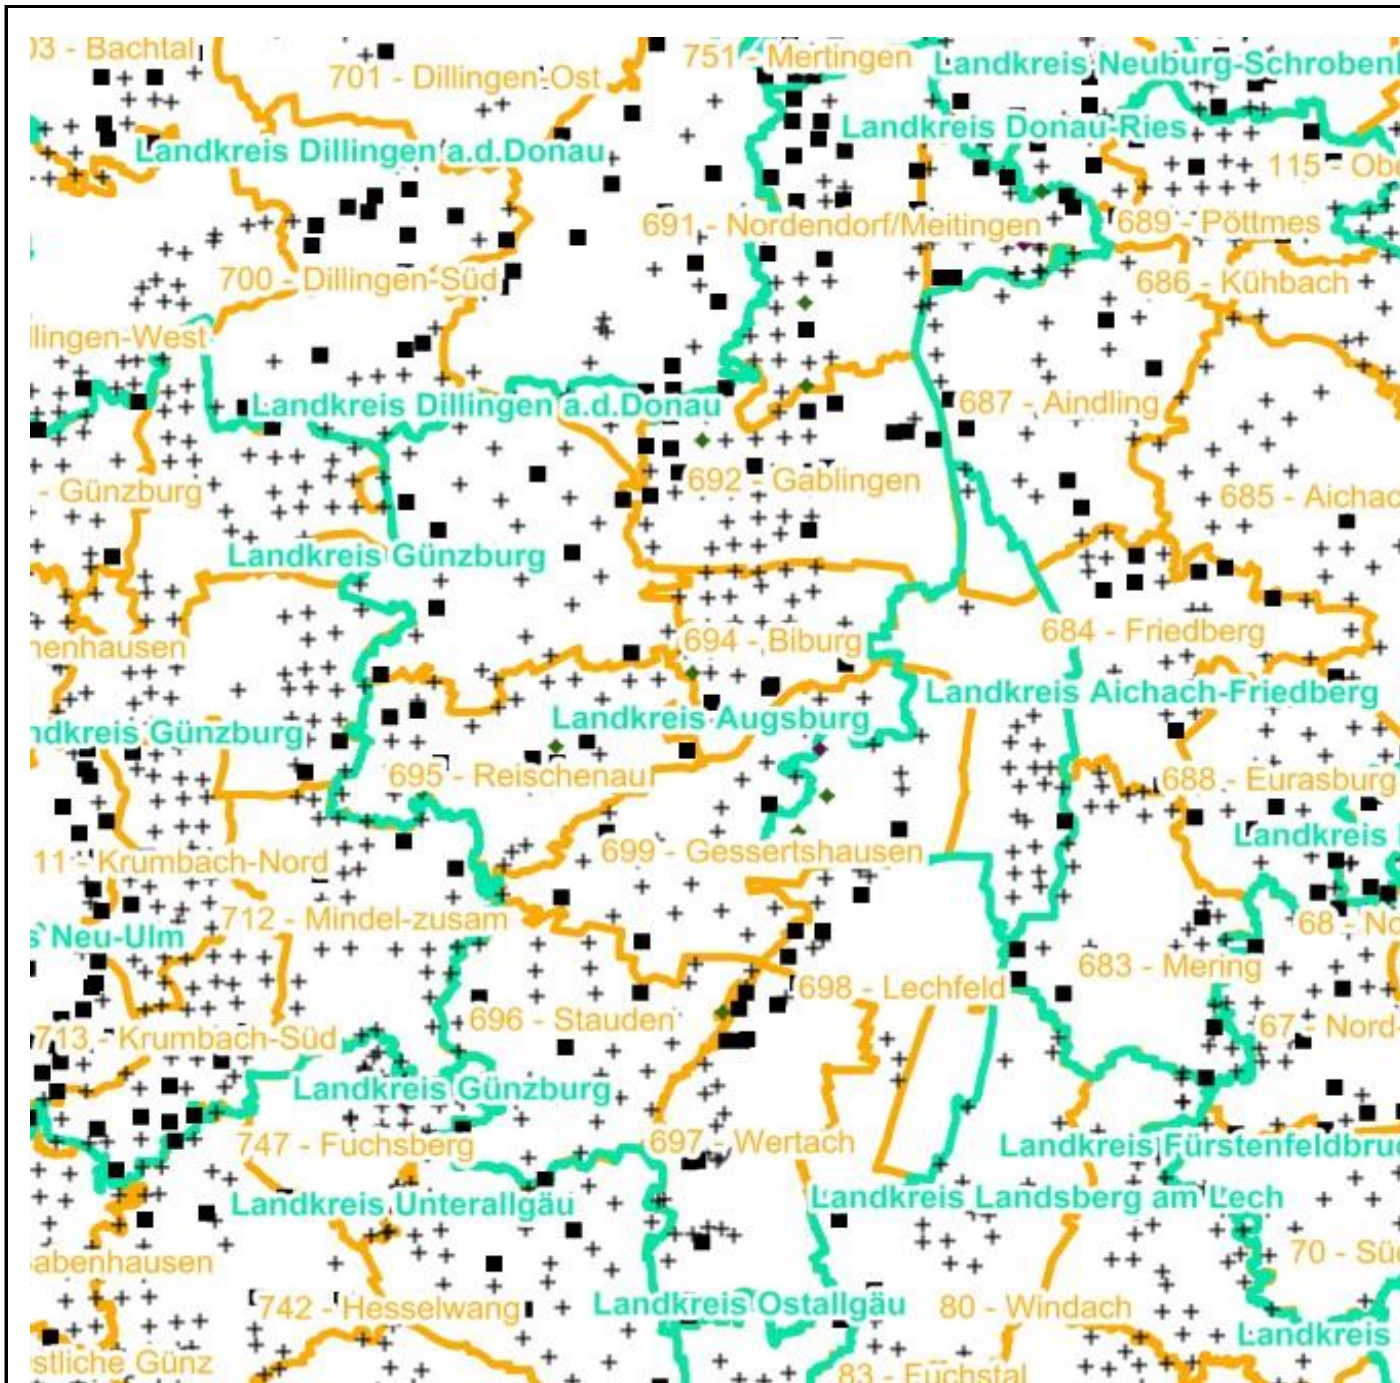 03 - Bachtal
751 - Mertingen
Landkreis Neuburg-Schroben
701 - Dillingen-Ost
Landkreis Donau-Ries
Landkreis Dillingen a.d.Donau
115 - Obe
691 - Nordendorf/Meitingen
689 - Pöttmes
700 - Dillingen-Süd
686 - Kühbach
llingen-West
Landkreis Dillingen a.d.Donau
687 - Aindling
692 - Gablingen
- Günzburg
685 - Aichac
Landkreis Günzburg
684 - Friedberg
694 - Biburg
nenhausen
Landkreis Aichach-Friedberg
Landkreis Augsburg
ndkreis Günzburg
695 - Reischenau
688 - Eurasburg
Landkreis
699 - Gessertshausen
11 - Krumbach-Nord
712 - Mindel-zusam
68 - No
s Neu-Ulm
683 - Mering
698 - Lechfeld
696 - Stauden
67 - Nord
713 - Krumbach-Süd
Landkreis Günzburg
747 - Fuchsberg
697 - Wertach
Landkreis Fürstenfeldbruc
Landkreis Landsberg am Lech
Landkreis Unterallgäu
70 - Sü
abenhausen
742 - Hesselwang
Landkreis Ostallgäu
80 - Windach
Landkreis
stliche Günz
83 - Fuchstal